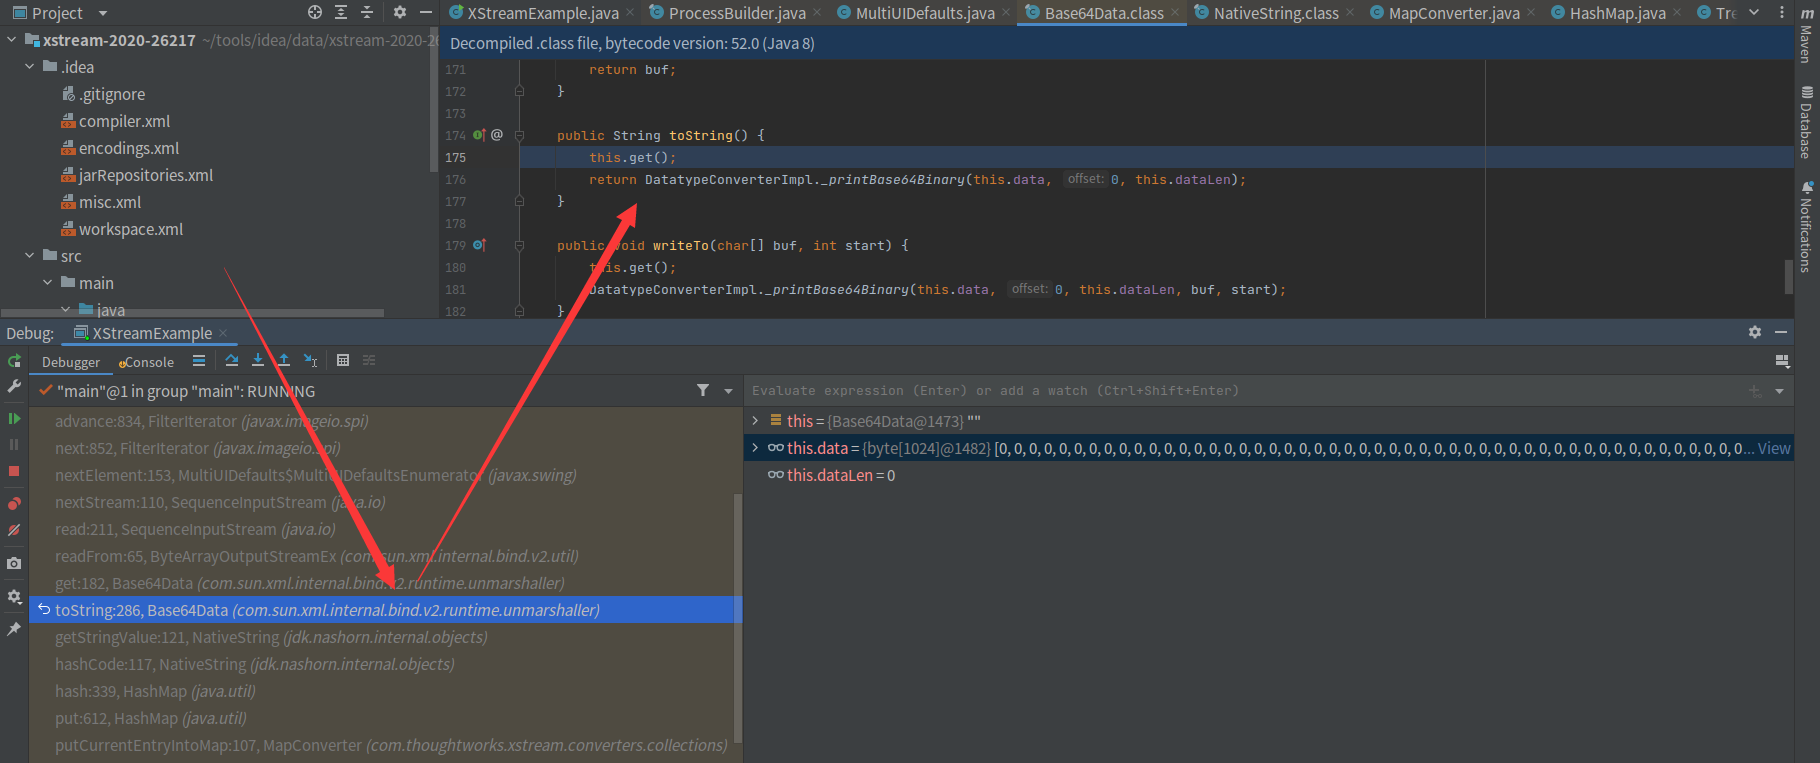 Project
XStreamExample.java
ProcessBuilder.java
MultiUIDefaults.java
Base64Data.class
NativeString.class
MapConverter.java
HashMap.java
Tre
xstream-2020-26217 ~/tools/idea/data/xstream-2020-26
.idea
.gitignore
compiler.xml
encodings.xml
jarRepositories.xml
misc.xml
workspace.xml
src
main
java
Decompiled .class file, bytecode version: 52.0 (Java 8)
171 return buf;
172 }
173
174 @ public String toString() {
175 this.get();
176 return DatatypeConverterImpl._printBase64Binary(this.data, offset: 0, this.dataLen);
177 }
178
179 public void writeTo(char[] buf, int start) {
180 this.get();
181 DatatypeConverterImpl._printBase64Binary(this.data, offset: 0, this.dataLen, buf, start);
182 }
m Maven
D Database
Notifications
Debug: XStreamExample
Debugger
Console
"main"@1 in group "main": RUNNING
advance:834, FilterIterator (javax.imageio.spi)
next:852, FilterIterator (javax.imageio.spi)
nextElement:153, MultiUIDefaults$MultiUIDefaultsEnumerator (javax.swing)
nextStream:110, SequenceInputStream (java.io)
read:211, SequenceInputStream (java.io)
readFrom:65, ByteArrayOutputStreamEx (com.sun.xml.internal.bind.v2.util)
get:182, Base64Data (com.sun.xml.internal.bind.v2.runtime.unmarshaller)
toString:286, Base64Data (com.sun.xml.internal.bind.v2.runtime.unmarshaller)
getStringValue:121, NativeString (jdk.nashorn.internal.objects)
hashCode:117, NativeString (jdk.nashorn.internal.objects)
hash:339, HashMap (java.util)
put:612, HashMap (java.util)
putCurrentEntryIntoMap:107, MapConverter (com.thoughtworks.xstream.converters.collections)
Evaluate expression (Enter) or add a watch (Ctrl+Shift+Enter)
this = {Base64Data@1473} ""
this.data = {byte[1024]@1482} [0, 0, 0, 0, 0, 0, 0, 0, 0, 0, 0, 0, 0, 0, 0, 0, 0, 0, 0, 0, 0, 0, 0, 0, 0, 0, 0, 0, 0, 0, 0, 0, 0, 0, 0, 0, 0, 0, 0, 0, 0, 0, 0, 0, 0, 0, 0, 0, 0, 0... View
this.dataLen = 0